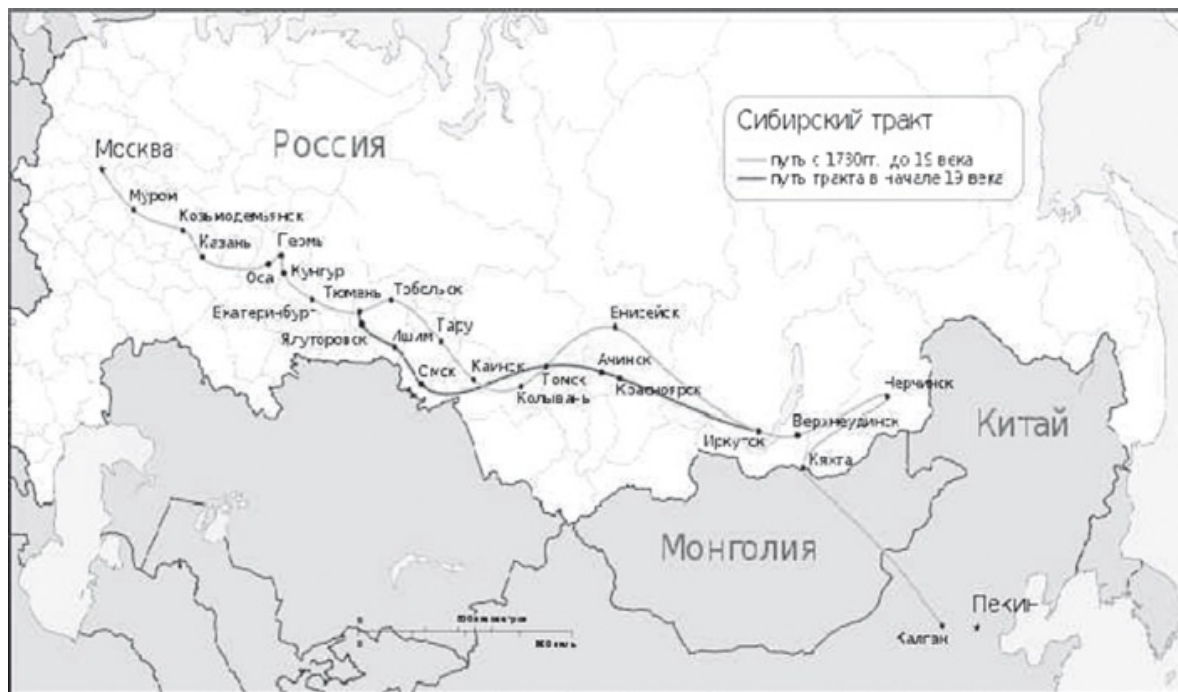 Сибирский тракт
путь с 1730гг. до 19 века
путь тракта в начале 19 века
Россия
Москва
Муром
Козьмодемьянск
Казань
Пермь
Оса
Кунгур
Екатеринбург
Тюмань
Тобольск
Ялуторовск
Ишим
Тару
Омск
Каинск
Колывань
Томск
Енисейск
Ачинск
Красноярск
Иркутск
Верхнеудинск
Нерчинск
Кяхта
Китай
Монголия
Пекин
Калган